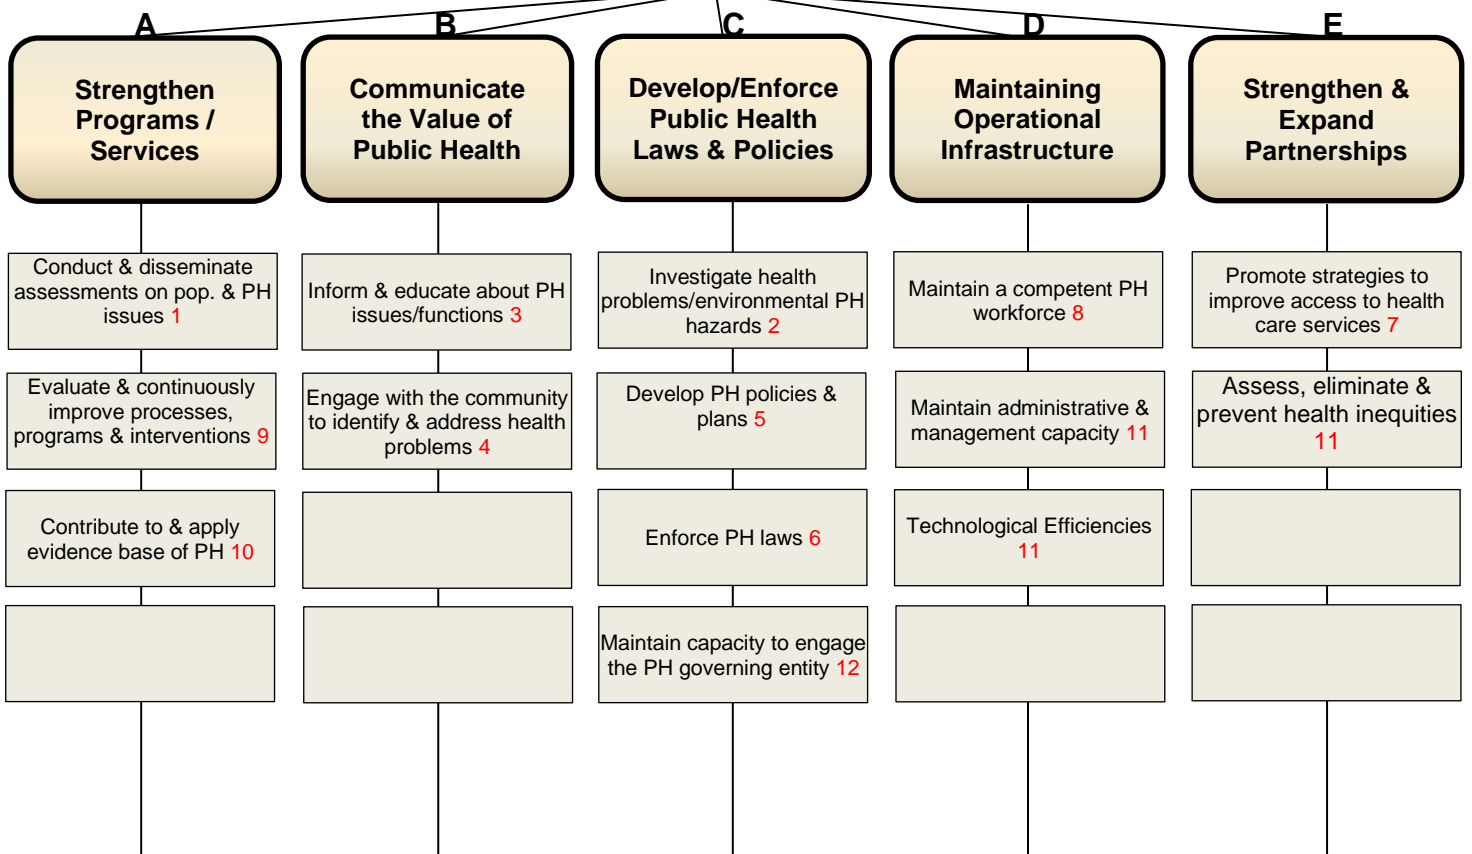 A
Strengthen
Programs /
Services
Conduct & disseminate
assessments on pop. & PH
issues 1
Evaluate & continuously
improve processes,
programs & interventions 9
Contribute to & apply
evidence base of PH 10
B
Communicate
the Value of
Public Health
Inform & educate about PH
issues/functions 3
Engage with the community
to identify & address health
problems 4
C
Develop/Enforce
Public Health
Laws & Policies
Investigate health
problems/environmental PH
hazards 2
Develop PH policies &
plans 5
Enforce PH laws 6
Maintain capacity to engage
the PH governing entity 12
D
Maintaining
Operational
Infrastructure
Maintain a competent PH
workforce 8
Maintain administrative &
management capacity 11
Technological Efficiencies
11
E
Strengthen &
Expand
Partnerships
Promote strategies to
improve access to health
care services 7
Assess, eliminate &
prevent health inequities
11